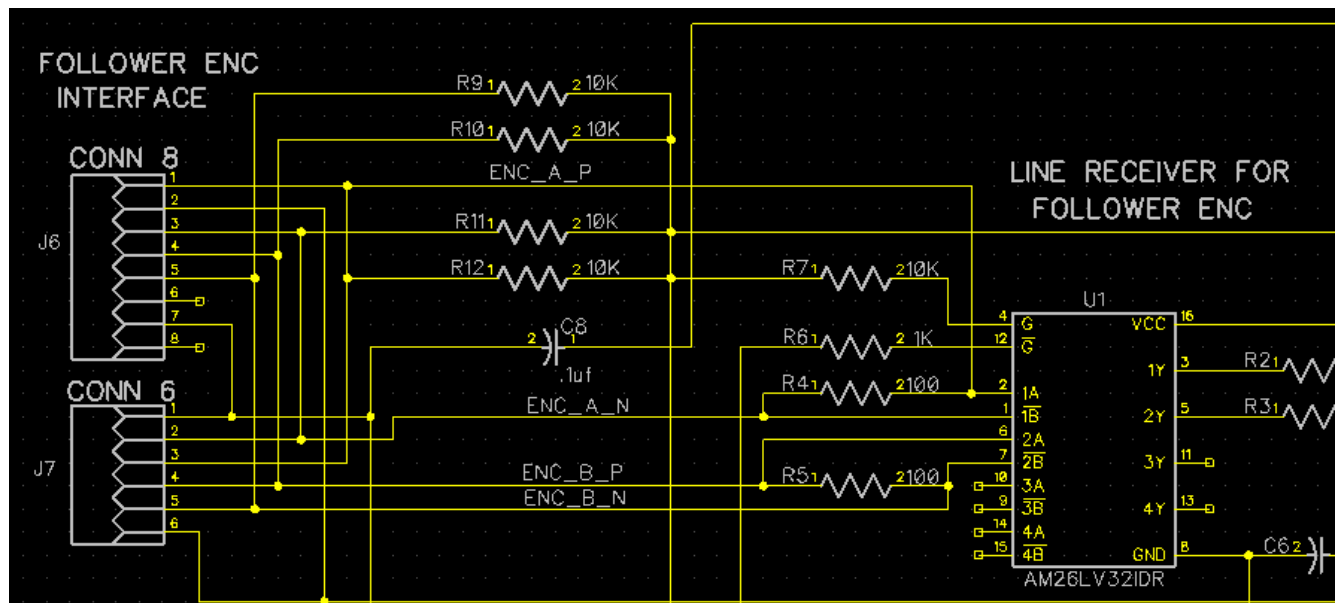 FOLLOWER ENC
INTERFACE
R9 1 2 10K
R10 1 2 10K
CONN 8
J6
1
2
3
4
5
6
7
8
ENC_A_P
R11 1 2 10K
R12 1 2 10K
C8
2 1
.1uf
LINE RECEIVER FOR
FOLLOWER ENC
R7 1 2 10K
R6 1 2 1K
R4 1 2 100
R5 1 2 100
CONN 6
J7
1
2
3
4
5
6
ENC_A_N
ENC_B_P
ENC_B_N
U1
4 G
12 G
2 1A
1 1B
6 2A
7 2B
10 3A
9 3B
14 4A
15 4B
VCC 16
1Y 3
2Y 5
3Y 11
4Y 13
GND 8
AM26LV32IDR
R2 1
R3 1
C6 2